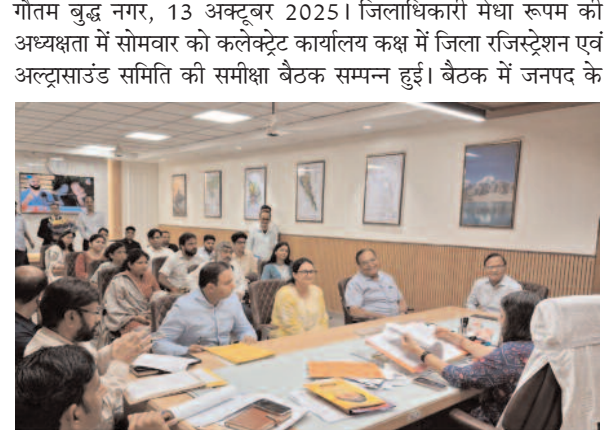 गौतम बुद्ध नगर, 13 अक्टूबर 2025। जिलाधिकारी मेधा रूपम की
अध्यक्षता में सोमवार को कलेक्ट्रेट कार्यालय कक्ष में जिला रजिस्ट्रेशन एवं
अल्ट्रासाउंड समिति की समीक्षा बैठक सम्पन्न हुई। बैठक में जनपद के